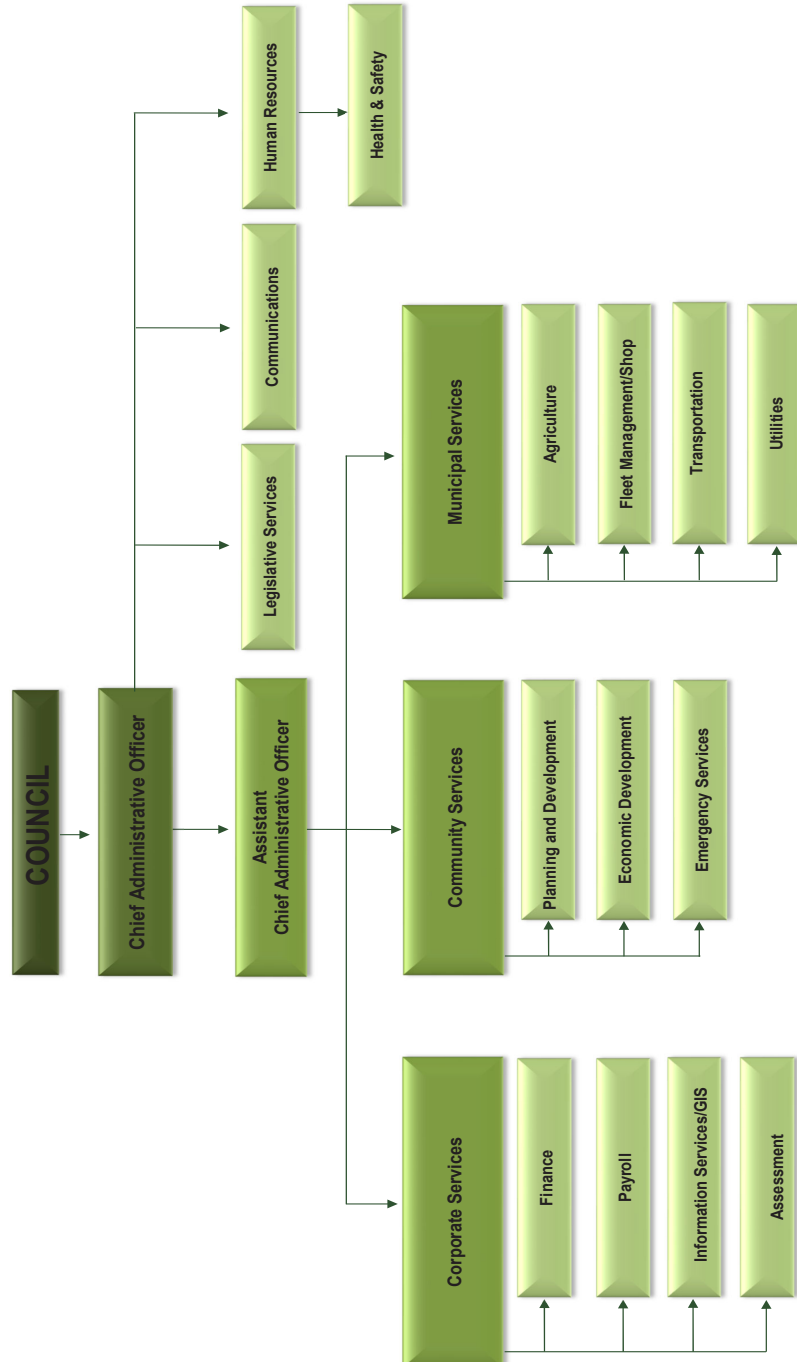 COUNCIL
Chief Administrative Officer
Assistant
Chief Administrative Officer
Legislative Services
Communications
Human Resources
Health & Safety
Corporate Services
Finance
Payroll
Information Services/GIS
Assessment
Community Services
Planning and Development
Economic Development
Emergency Services
Municipal Services
Agriculture
Fleet Management/Shop
Transportation
Utilities